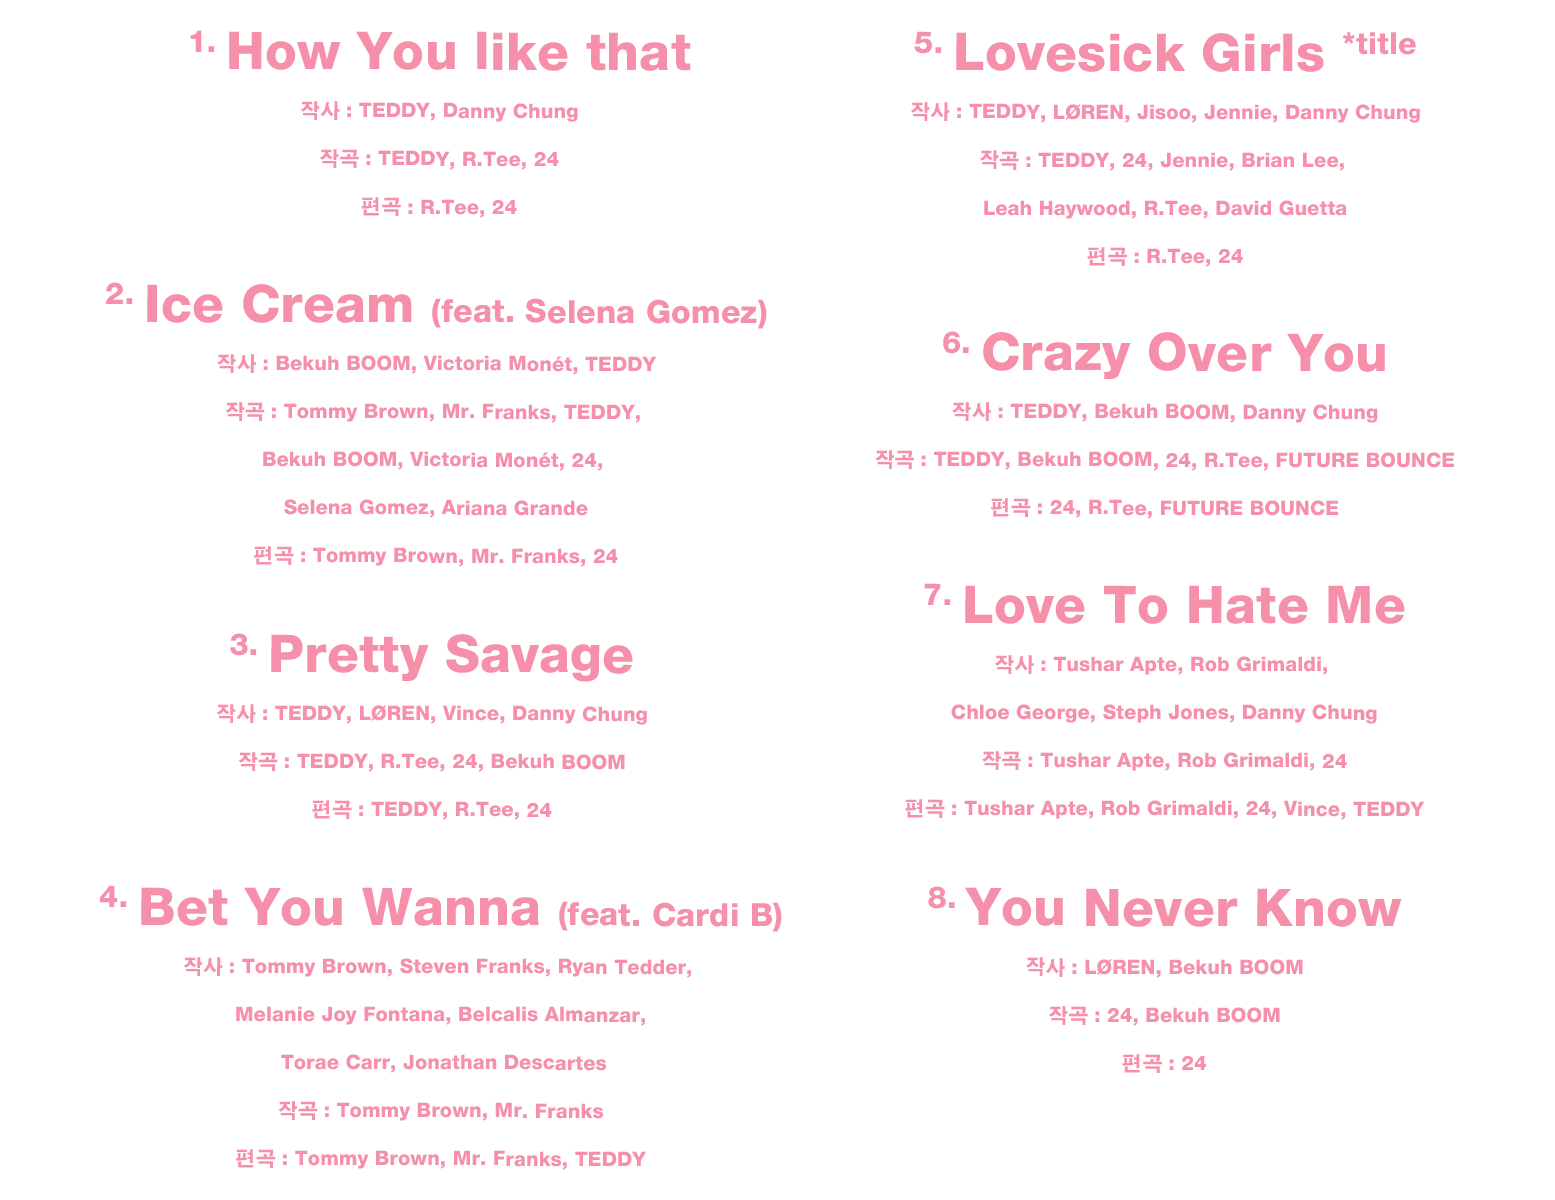 1. How You like that
작사 : TEDDY, Danny Chung
작곡 : TEDDY, R.Tee, 24
편곡 : R.Tee, 24
2. Ice Cream (feat. Selena Gomez)
작사 : Bekuh BOOM, Victoria Monét, TEDDY
작곡 : Tommy Brown, Mr. Franks, TEDDY,
Bekuh BOOM, Victoria Monét, 24,
Selena Gomez, Ariana Grande
편곡 : Tommy Brown, Mr. Franks, 24
3. Pretty Savage
작사 : TEDDY, LØREN, Vince, Danny Chung
작곡 : TEDDY, R.Tee, 24, Bekuh BOOM
편곡 : TEDDY, R.Tee, 24
4. Bet You Wanna (feat. Cardi B)
작사 : Tommy Brown, Steven Franks, Ryan Tedder,
Melanie Joy Fontana, Belcalis Almanzar,
Torae Carr, Jonathan Descartes
작곡 : Tommy Brown, Mr. Franks
편곡 : Tommy Brown, Mr. Franks, TEDDY
5. Lovesick Girls *title
작사 : TEDDY, LØREN, Jisoo, Jennie, Danny Chung
작곡 : TEDDY, 24, Jennie, Brian Lee,
Leah Haywood, R.Tee, David Guetta
편곡 : R.Tee, 24
6. Crazy Over You
작사 : TEDDY, Bekuh BOOM, Danny Chung
작곡 : TEDDY, Bekuh BOOM, 24, R.Tee, FUTURE BOUNCE
편곡 : 24, R.Tee, FUTURE BOUNCE
7. Love To Hate Me
작사 : Tushar Apte, Rob Grimaldi,
Chloe George, Steph Jones, Danny Chung
작곡 : Tushar Apte, Rob Grimaldi, 24
편곡 : Tushar Apte, Rob Grimaldi, 24, Vince, TEDDY
8. You Never Know
작사 : LØREN, Bekuh BOOM
작곡 : 24, Bekuh BOOM
편곡 : 24